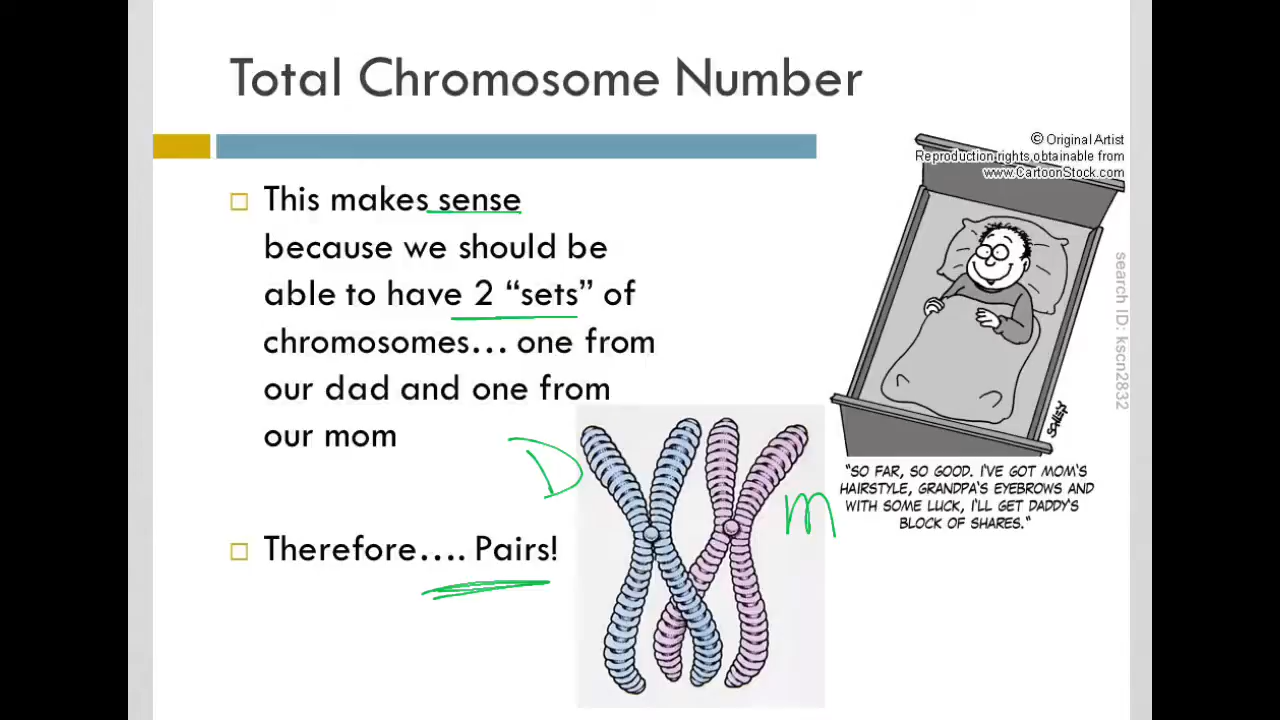 Total Chromosome Number
This makes sense
because we should be
able to have 2 “sets” of
chromosomes… one from
our dad and one from
our mom
D
m
Therefore…. Pairs!
© Original Artist
Reproduction rights obtainable from
www.CartoonStock.com
search ID: kscn2832
"SO FAR, SO GOOD. I'VE GOT MOM'S
HAIRSTYLE, GRANDPA'S EYEBROWS AND
WITH SOME LUCK, I'LL GET DADDY'S
BLOCK OF SHARES."